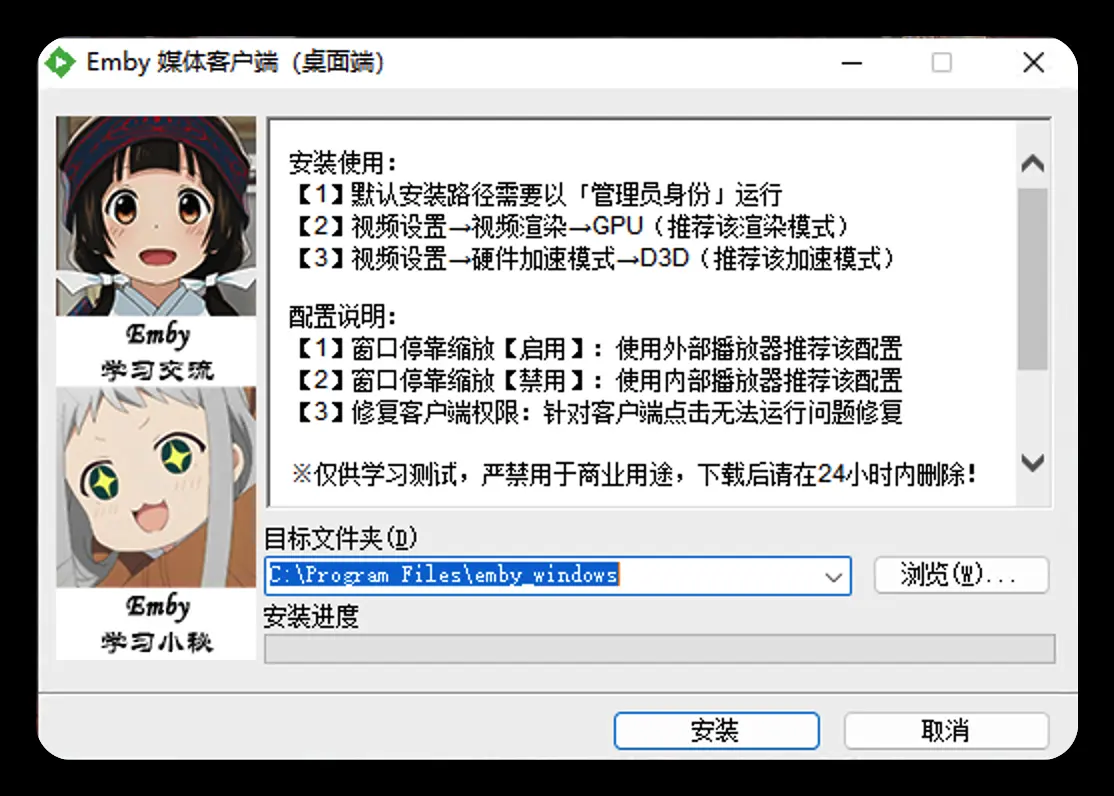 Emby 媒体客户端（桌面端）
安装使用：
【1】默认安装路径需要以「管理员身份」运行
【2】视频设置→视频渲染→GPU（推荐该渲染模式）
【3】视频设置→硬件加速模式→D3D（推荐该加速模式）
配置说明：
【1】窗口停靠缩放【启用】：使用外部播放器推荐该配置
【2】窗口停靠缩放【禁用】：使用内部播放器推荐该配置
【3】修复客户端权限：针对客户端点击无法运行问题修复
※仅供学习测试，严禁用于商业用途，下载后请在24小时内删除！
Emby
学习交流
Emby
学习小秘
目标文件夹(D)
C:\Program Files\emby_windows
浏览(W)...
安装进度
安装
取消